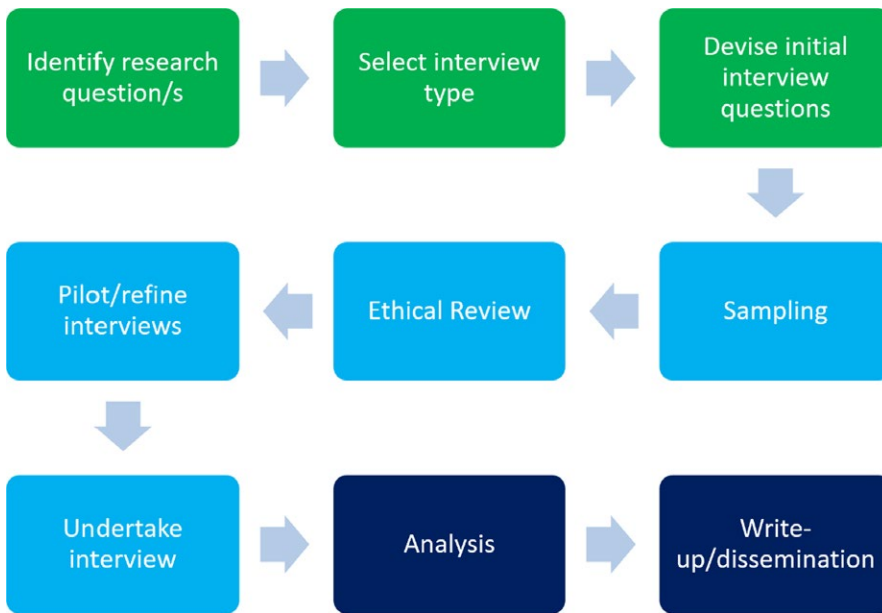 Identify research
question/s
Select interview
type
Devise initial
interview
questions
Sampling
Ethical Review
Pilot/refine
interviews
Undertake
interview
Analysis
Write-
up/dissemination